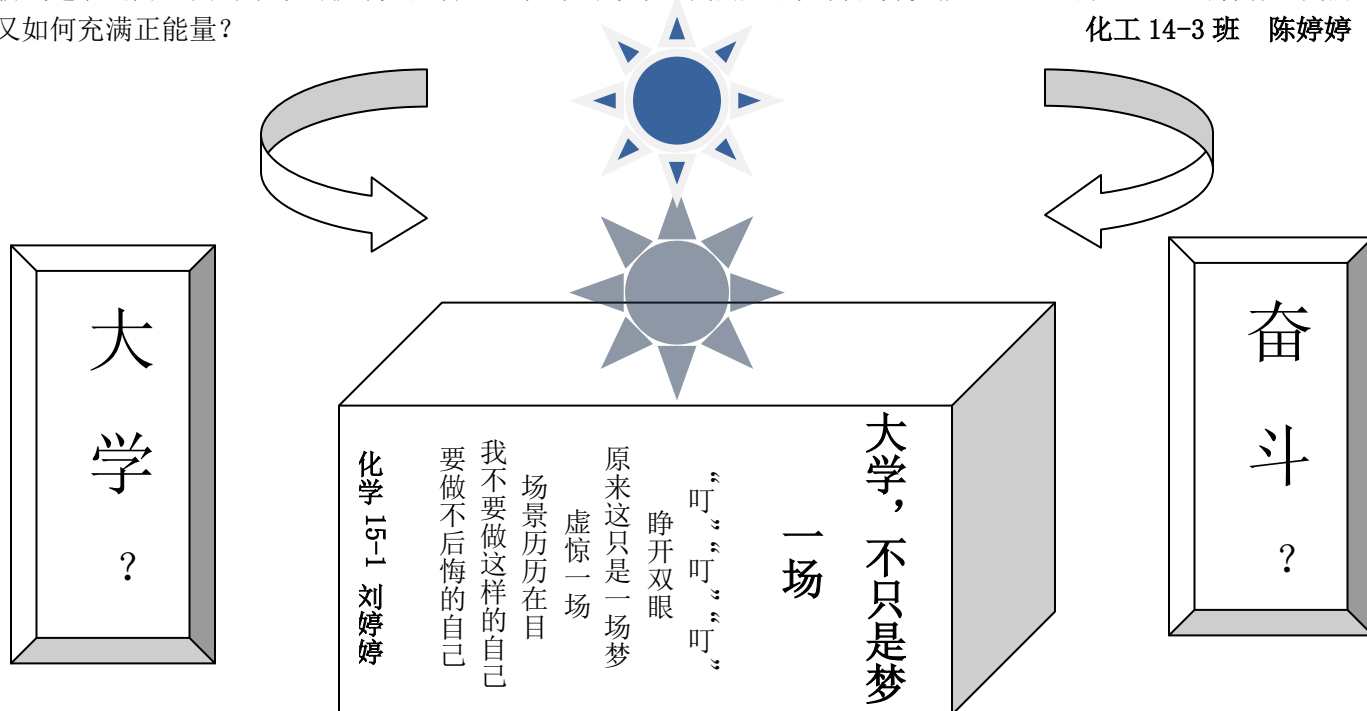 又如何充满正能量？
化工 14-3 班 陈婷婷
大学？
奋斗？
大学，不只是梦
一场
“叮”“叮”“叮”
睁开双眼
原来这只是一场梦
虚惊一场
场景历历在目
我不要做这样的自己
要做不后悔的自己
化学 15-1 刘婷婷